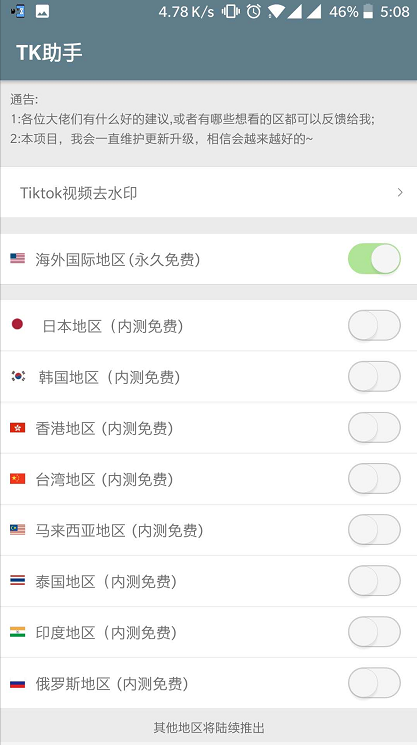 4.78 K/s 46% 5:08
TK助手
通告:
1:各位大佬们有什么好的建议,或者有哪些想看的区都可以反馈给我;
2:本项目，我会一直维护更新升级，相信会越来越好的~
Tiktok视频去水印
海外国际地区(永久免费)
日本地区（内测免费)
韩国地区（内测免费)
香港地区 (内测免费)
台湾地区 (内测免费)
马来西亚地区 (内测免费)
泰国地区（内测免费)
印度地区（内测免费)
俄罗斯地区 (内测免费)
其他地区将陆续推出